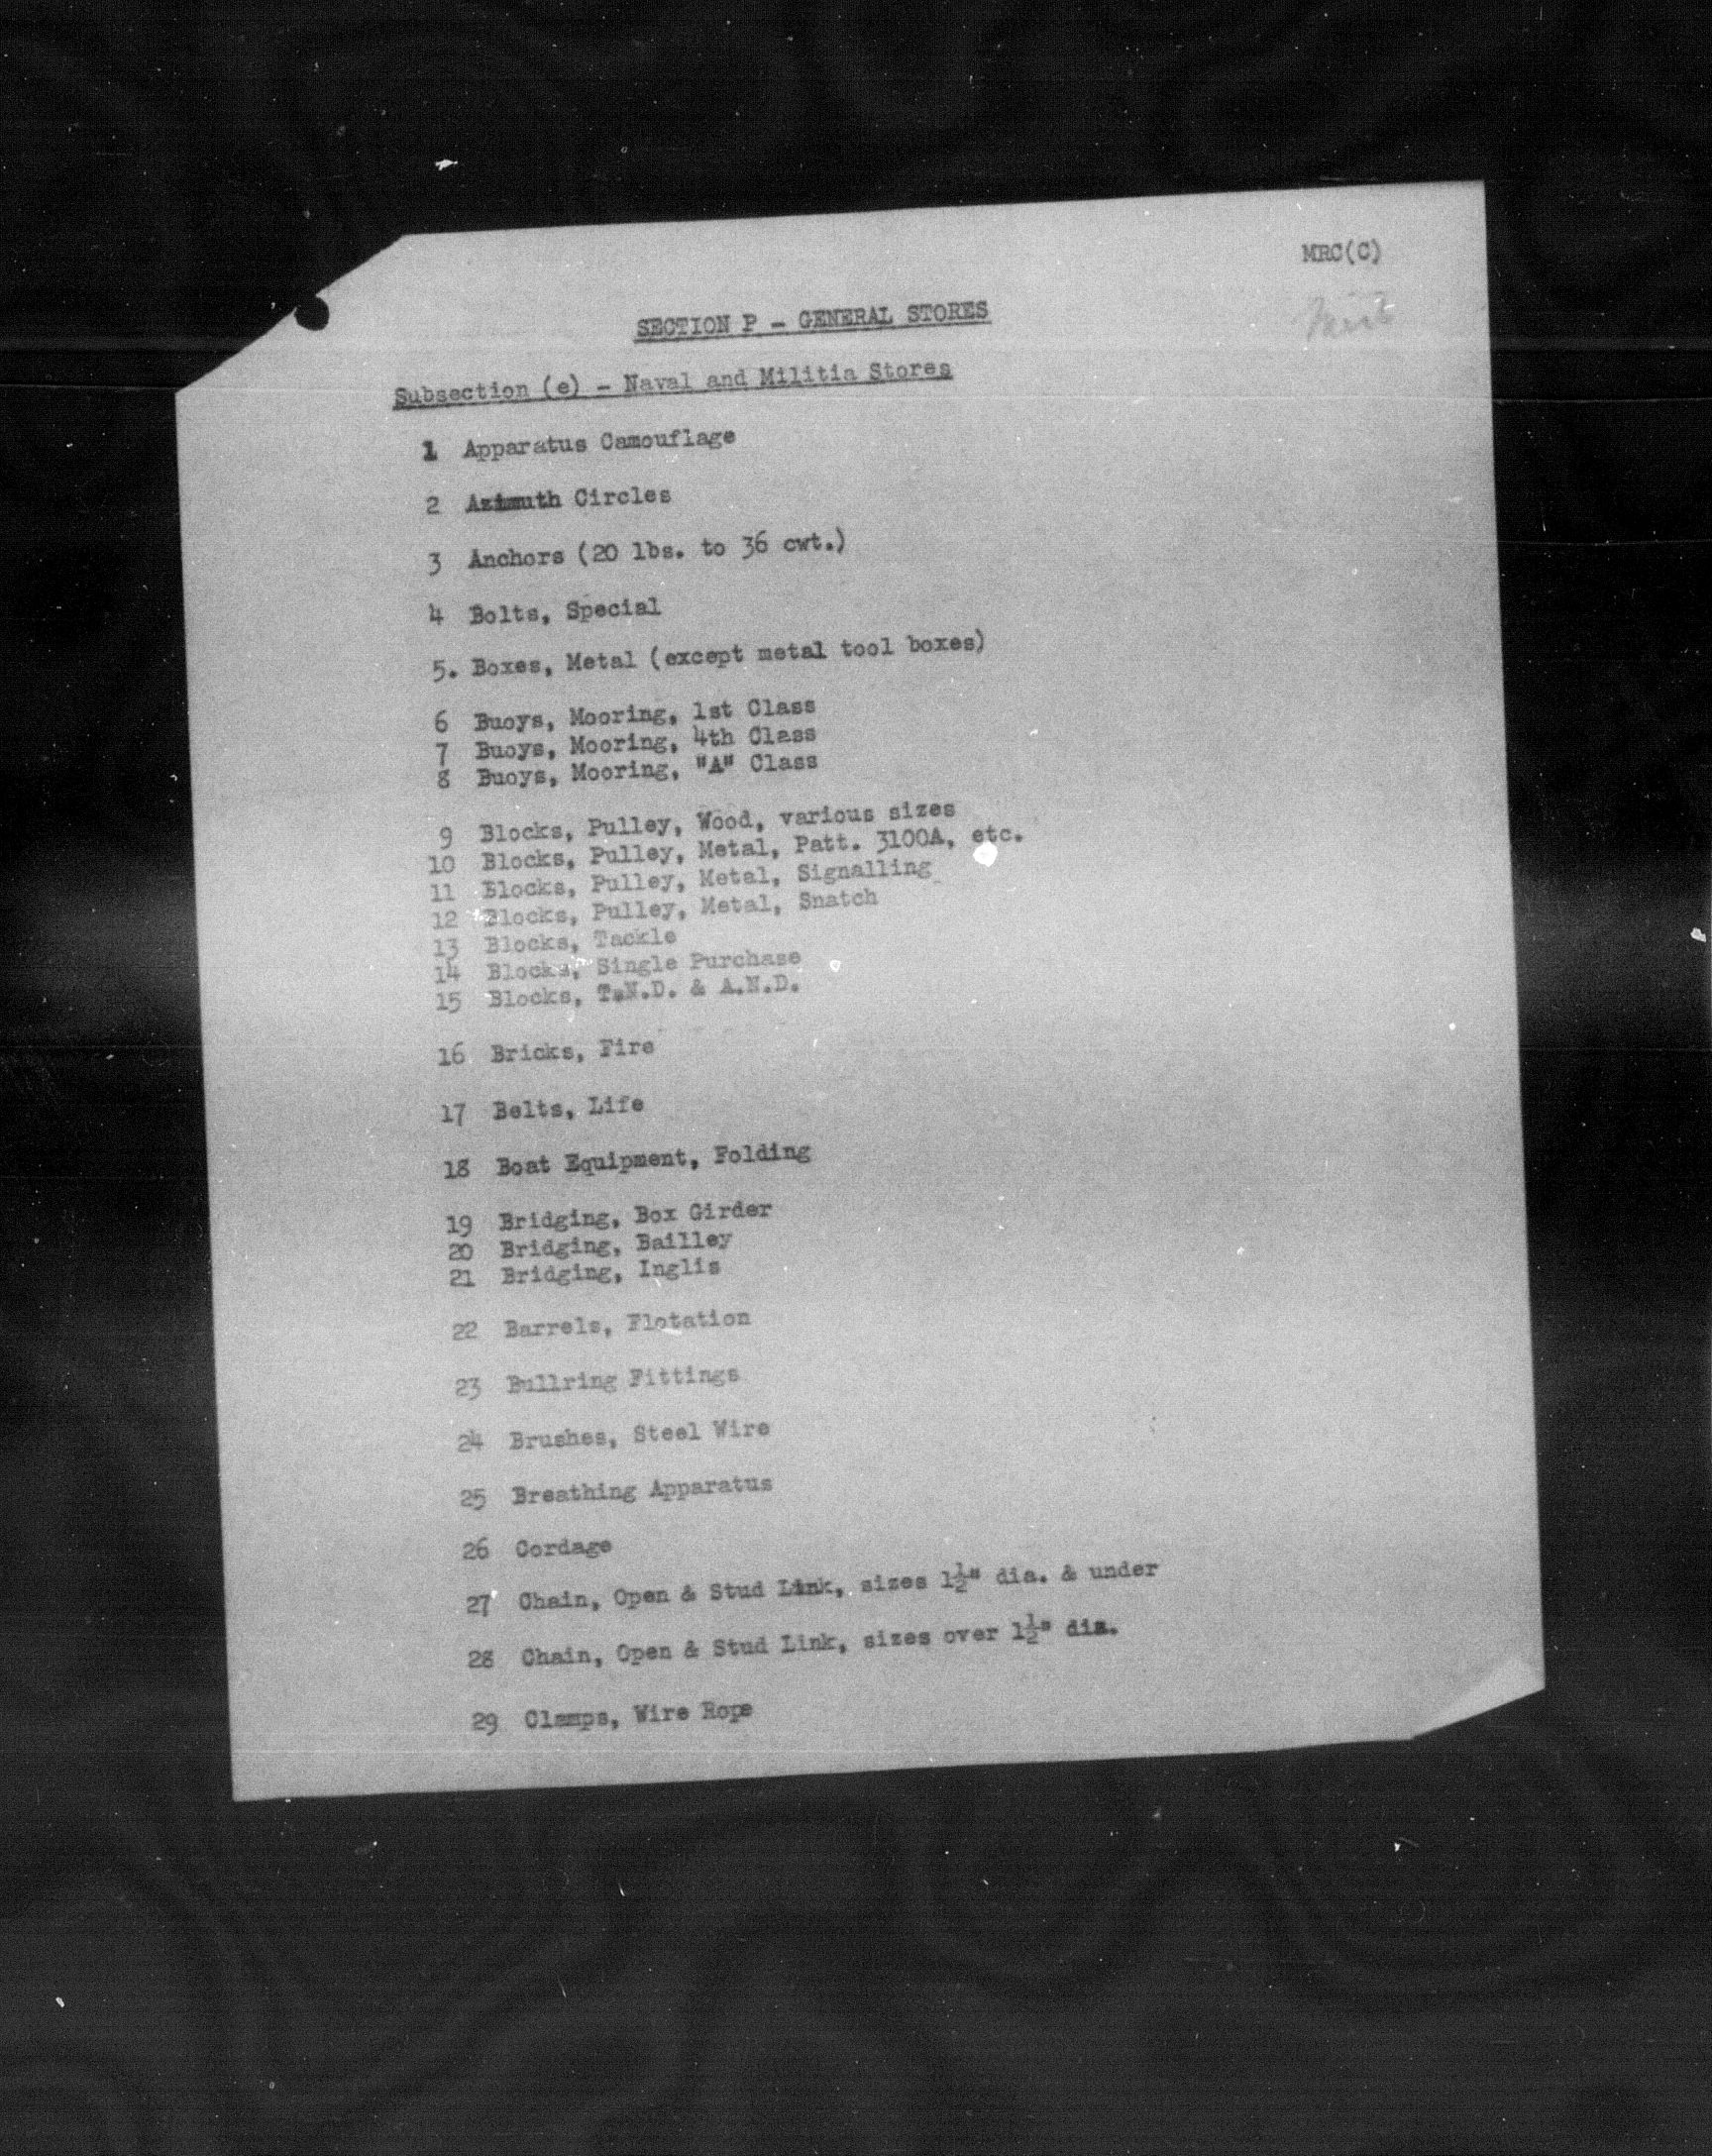 MRC(C)
SECTION P - GENERAL STORES
Subsection (e) - Naval and Militia Stores
1 Apparatus Camouflage
2 Azimuth Circles
3 Anchors (20 lbs. to 36 cwt.)
4 Bolts, Special
5. Boxes, Metal (except metal tool boxes)
6 Buoys, Mooring, 1st Class
7 Buoys, Mooring, 4th Class
8 Buoys, Mooring, "A" Class
9 Blocks, Pulley, Wood, various sizes
10 Blocks, Pulley, Metal, Patt. 3100A, etc.
11 Blocks, Pulley, Metal, Signalling
12 Blocks, Pulley, Metal, Snatch
13 Blocks, Tackle
14 Blocks, Single Purchase
15 Blocks, T.N.D. & A.N.D.
16 Bricks, Fire
17 Belts, Life
18 Boat Equipment, Folding
19 Bridging, Box Girder
20 Bridging, Bailley
21 Bridging, Inglis
22 Barrels, Flotation
23 Bullring Fittings
24 Brushes, Steel Wire
25 Breathing Apparatus
26 Cordage
27 Chain, Open & Stud Link, sizes 1½" dia. & under
28 Chain, Open & Stud Link, sizes over 1½" dia.
29 Clamps, Wire Rope